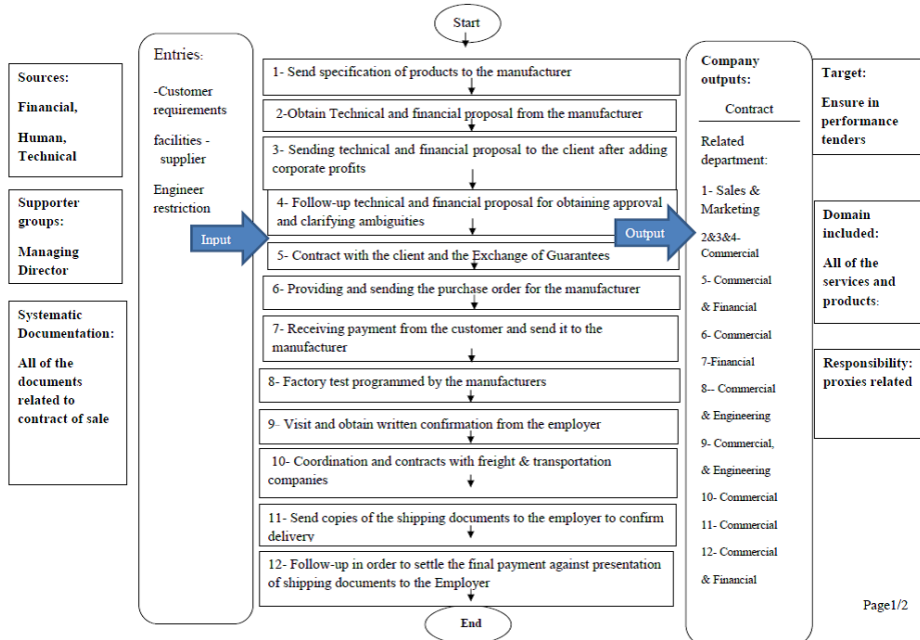 Start
Sources:
Financial,
Human,
Technical
Supporter
groups:
Managing
Director
Systematic
Documentation:
All of the
documents
related to
contract of sale
Entries:
-Customer
requirements
facilities -
supplier
Engineer
restriction
Input
1- Send specification of products to the manufacturer
2-Obtain Technical and financial proposal from the manufacturer
3- Sending technical and financial proposal to the client after adding
corporate profits
4- Follow-up technical and financial proposal for obtaining approval
and clarifying ambiguities
5- Contract with the client and the Exchange of Guarantees
6- Providing and sending the purchase order for the manufacturer
7- Receiving payment from the customer and send it to the
manufacturer
8- Factory test programmed by the manufacturers
9- Visit and obtain written confirmation from the employer
10- Coordination and contracts with freight & transportation
companies
11- Send copies of the shipping documents to the employer to confirm
delivery
12- Follow-up in order to settle the final payment against presentation
of shipping documents to the Employer
End
Output
Company
outputs:
Contract
Related
department:
1- Sales &
Marketing
2&3&4-
Commercial
5- Commercial
& Financial
6- Commercial
7-Financial
8-- Commercial
& Engineering
9- Commercial,
& Engineering
10- Commercial
11- Commercial
12- Commercial
& Financial
Target:
Ensure in
performance
tenders
Domain
included:
All of the
services and
products:
Responsibility:
proxies related
Page1/2